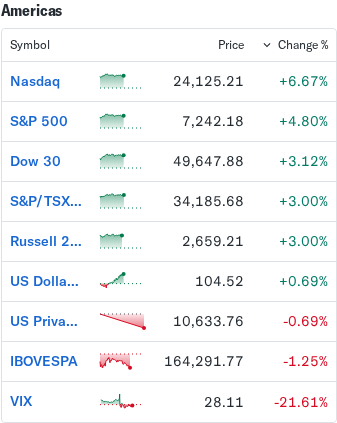 Americas
Symbol Price Change %
Nasdaq 24,125.21 +6.67%
S&P 500 7,242.18 +4.80%
Dow 30 49,647.88 +3.12%
S&P/TSX... 34,185.68 +3.00%
Russell 2... 2,659.21 +3.00%
US Dolla... 104.52 +0.69%
US Priva... 10,633.76 -0.69%
IBOVESPA 164,291.77 -1.25%
VIX 28.11 -21.61%